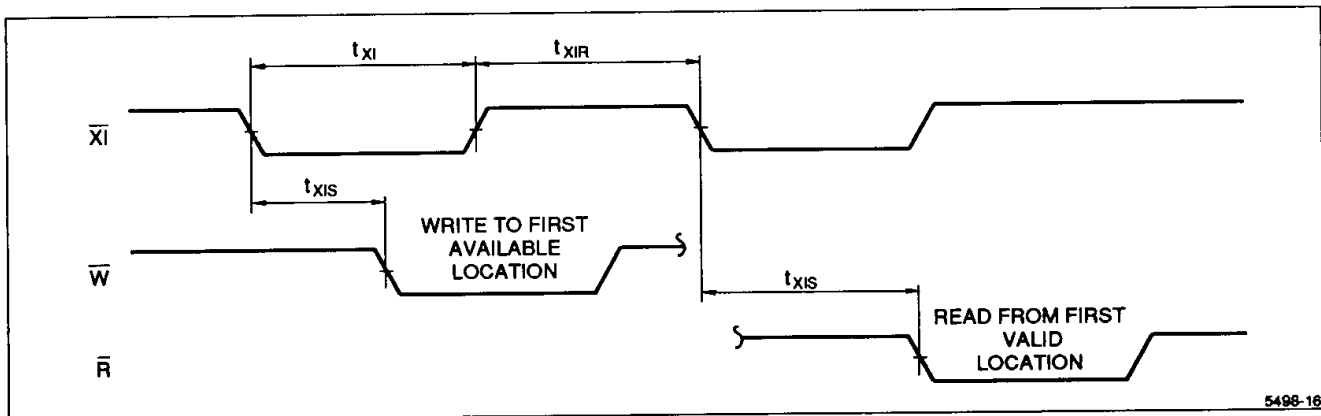 tXI
tXIR
XI
tXIS
WRITE TO FIRST
AVAILABLE
LOCATION
W
tXIS
READ FROM FIRST
VALID
LOCATION
R
5498-16